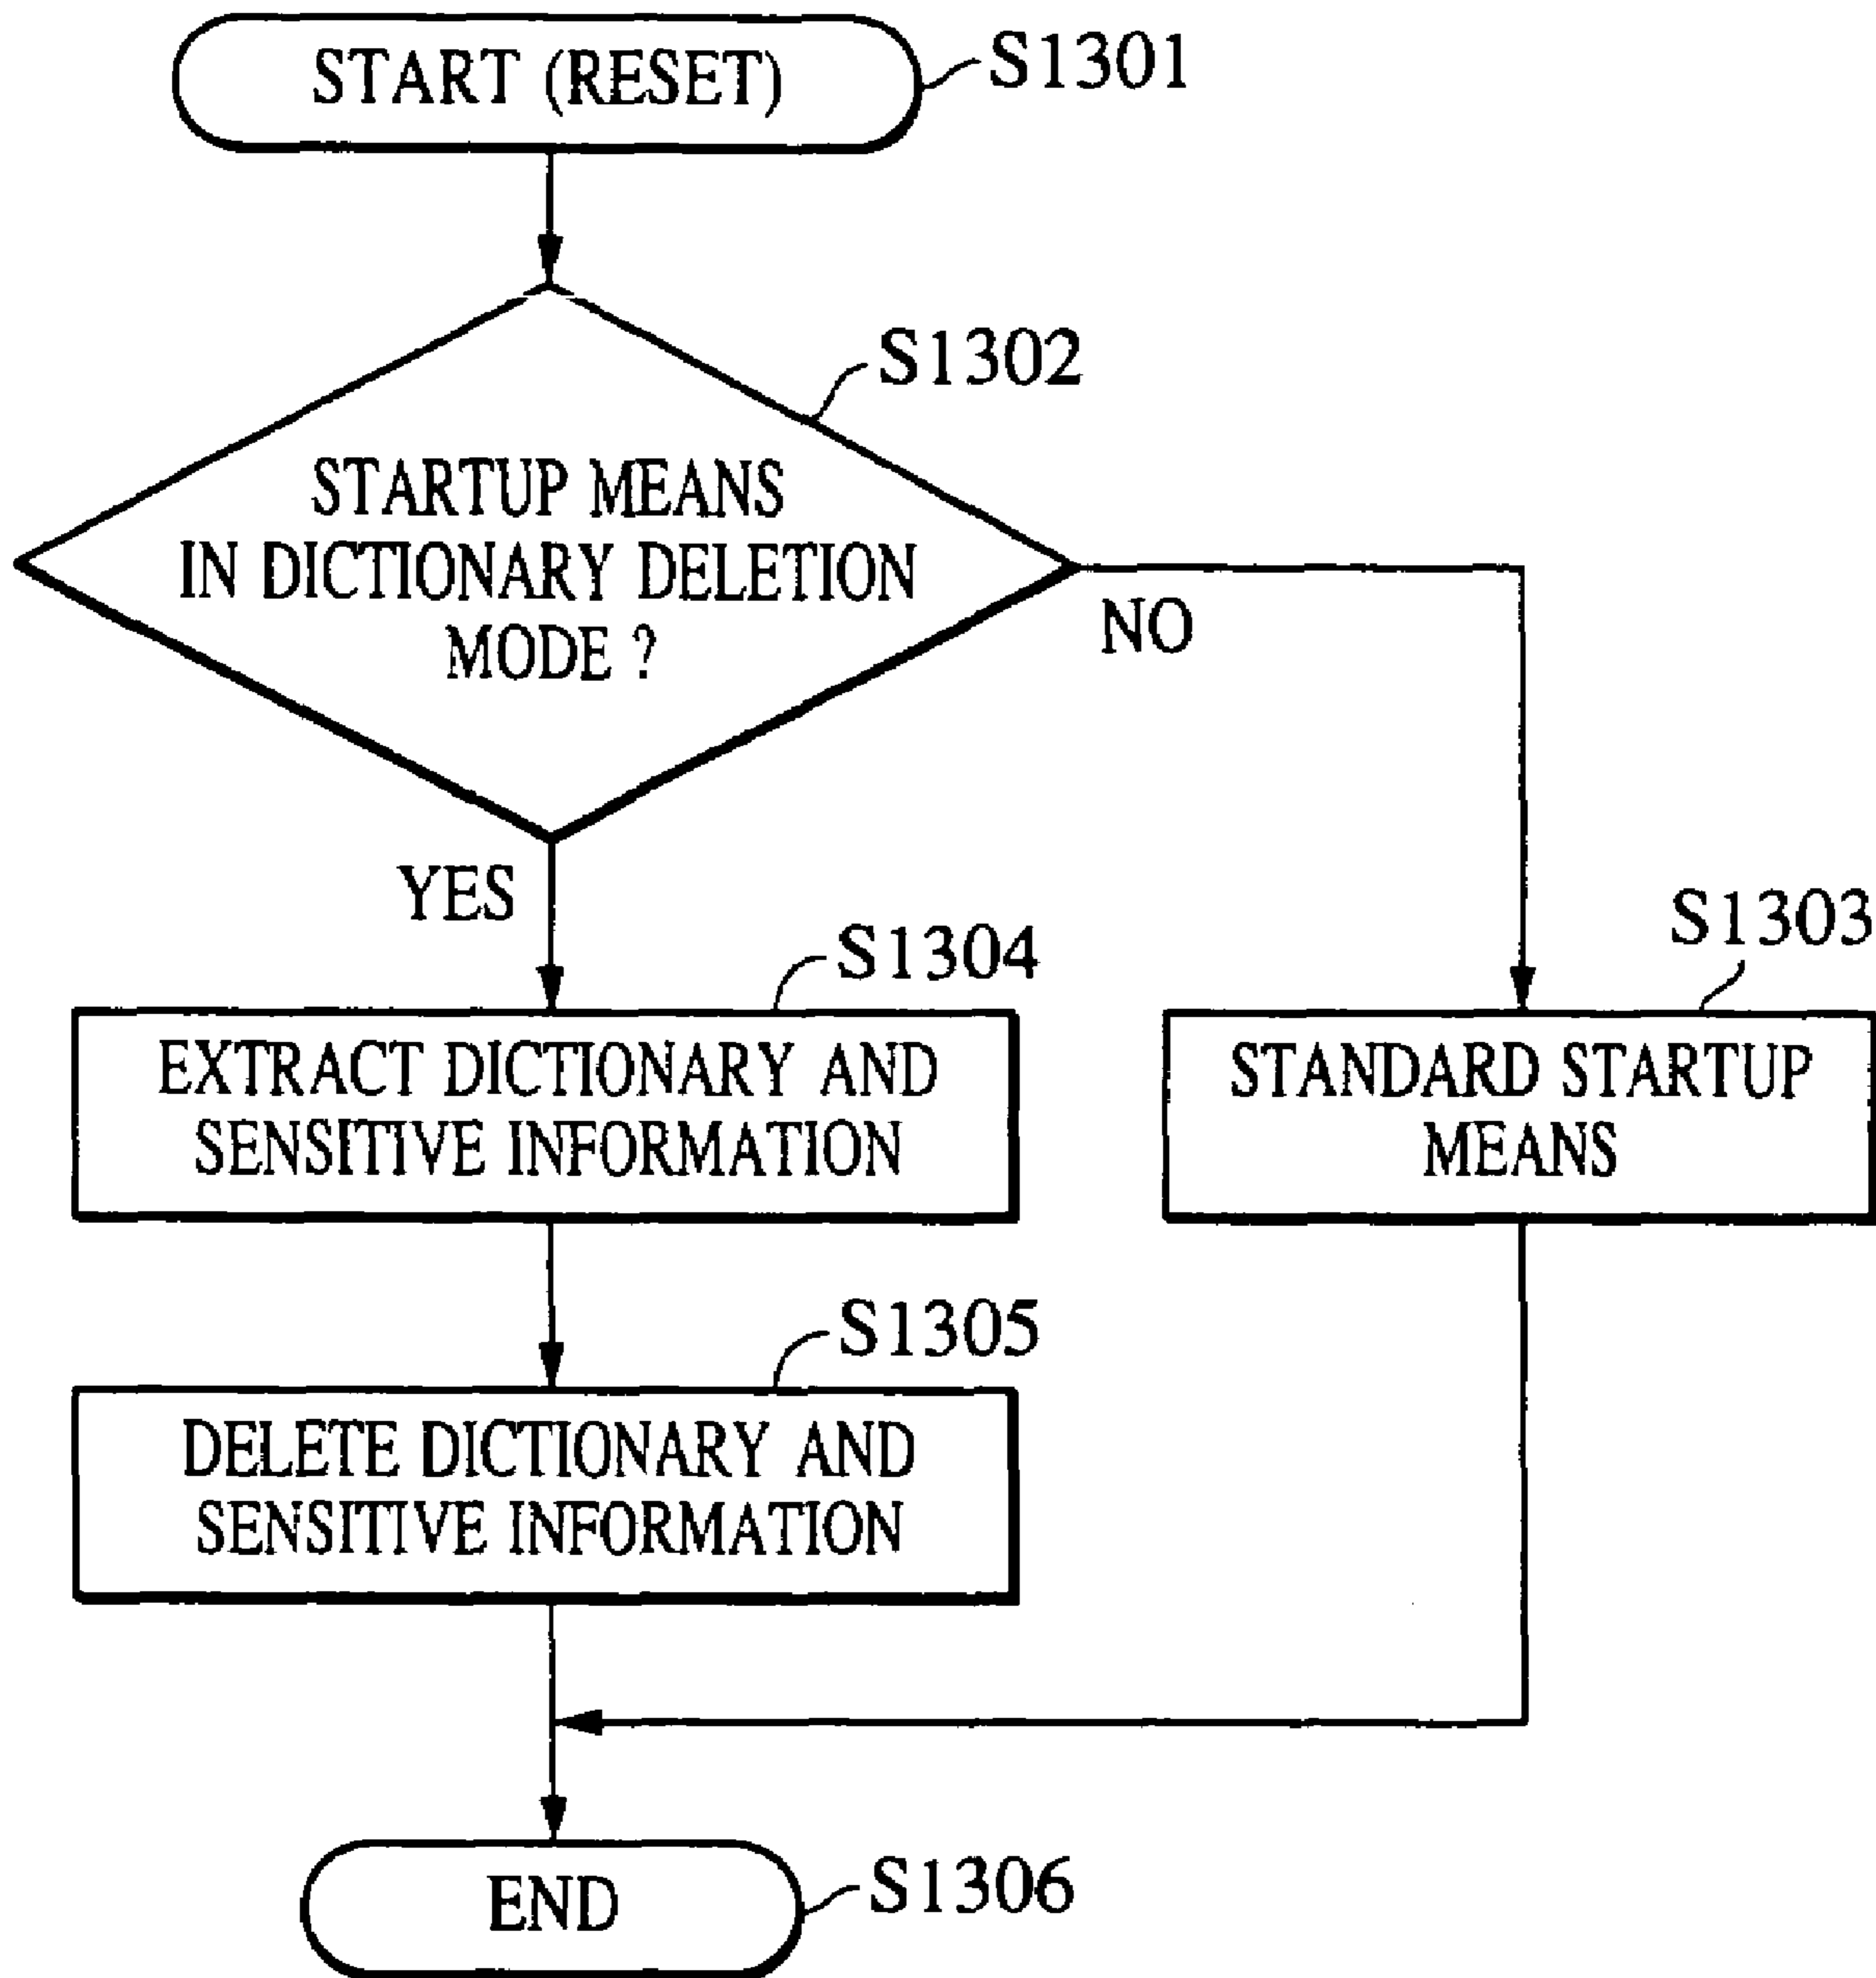 START (RESET)
S1301
S1302
STARTUP MEANS
IN DICTIONARY DELETION
MODE ?
NO
YES
S1304
S1303
EXTRACT DICTIONARY AND
SENSITIVE INFORMATION
STANDARD STARTUP
MEANS
S1305
DELETE DICTIONARY AND
SENSITIVE INFORMATION
END
S1306